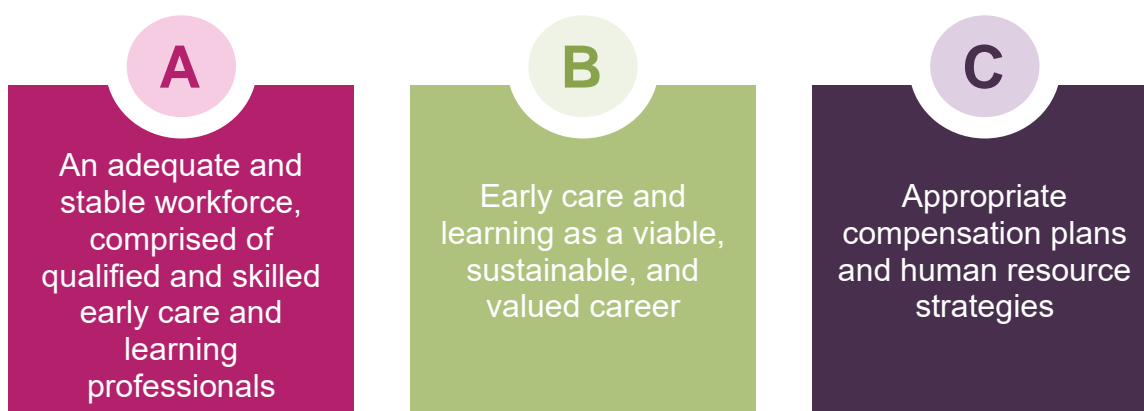 A
An adequate and
stable workforce,
comprised of
qualified and skilled
early care and
learning
professionals
B
Early care and
learning as a viable,
sustainable, and
valued career
C
Appropriate
compensation plans
and human resource
strategies